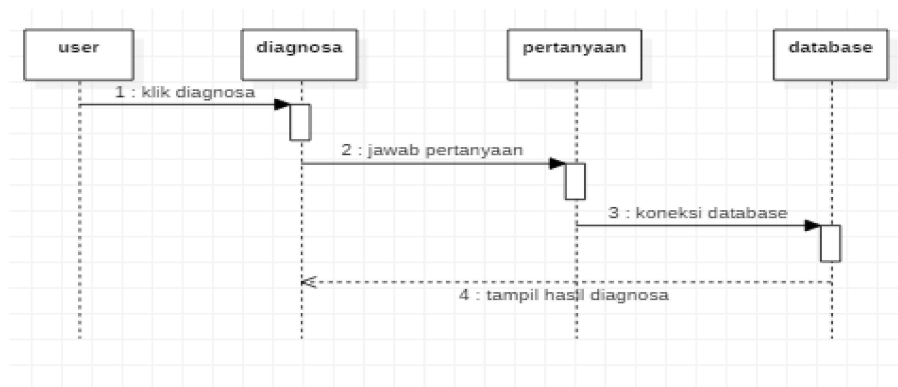 user
diagnosa
pertanyaan
database
1 : klik diagnosa
2 : jawab pertanyaan
3 : koneksi database
4 : tampil hasil diagnosa